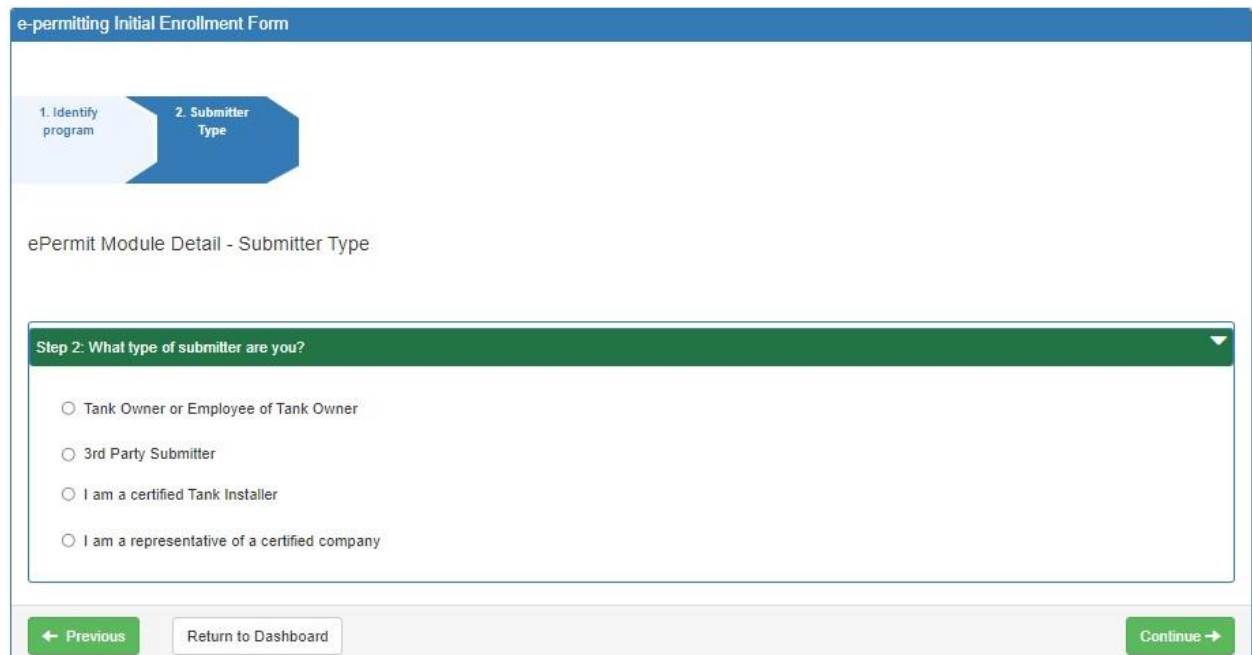 e-permitting Initial Enrollment Form
1. Identify
program
2. Submitter
Type
ePermit Module Detail - Submitter Type
Step 2: What type of submitter are you?
Tank Owner or Employee of Tank Owner
3rd Party Submitter
I am a certified Tank Installer
I am a representative of a certified company
Previous
Return to Dashboard
Continue